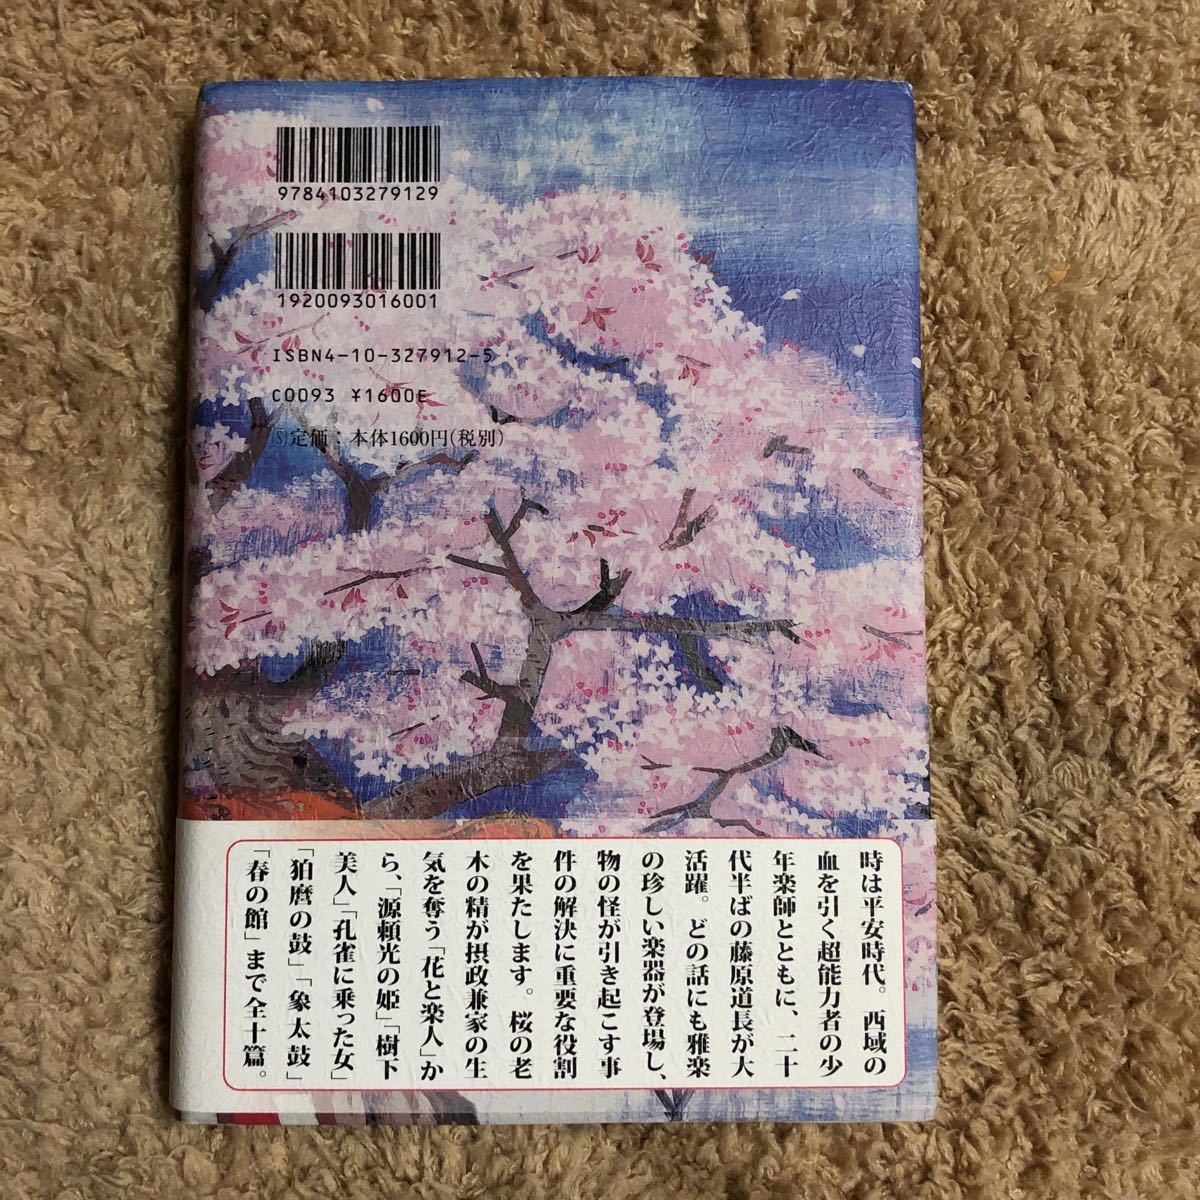 9784103279129
1920093016001
ISBN4-10-327912-5
C0093 ¥1600E
Ⓢ定価：本体1600円(税別)
時は平安時代。西域の
血を引く超能力者の少
年楽師とともに、二十
代半ばの藤原道長が大
活躍。どの話にも雅楽
の珍しい楽器が登場し、
物の怪が引き起こす事
件の解決に重要な役割
を果たします。桜の老
木の精が摂政兼家の生
気を奪う「花と楽人」か
ら、「源頼光の姫」「樹下
美人」「孔雀に乗った女」
「狛麿の鼓」「象太鼓」
「春の館」まで全十篇。